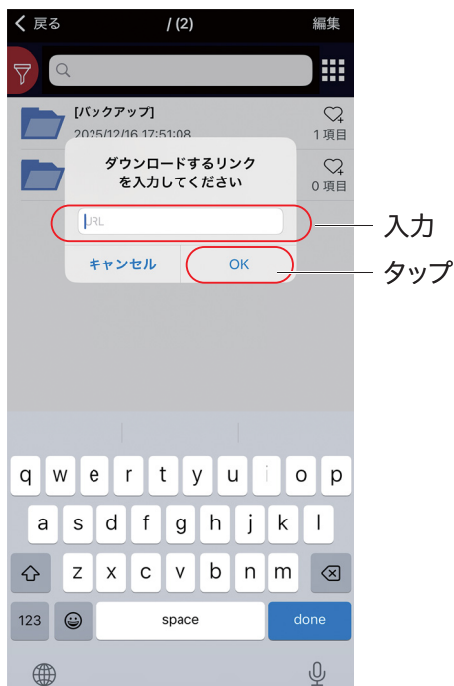 戻る / (2) 編集
[バックアップ]
2025/12/16 17:51:08 1 項目
0 項目
ダウンロードするリンク
を入力してください
URL
入力
キャンセル OK
タップ
q w e r t y u i o p
a s d f g h j k l
z x c v b n m
123 space done